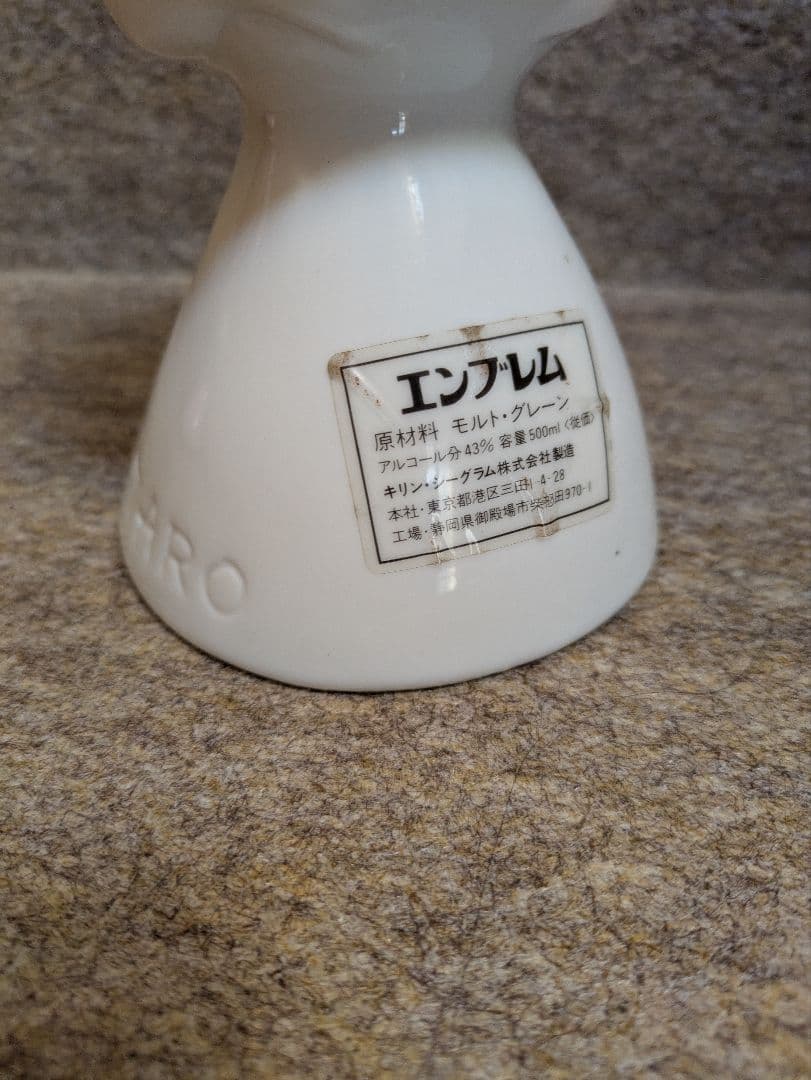 エンブレム
原材料 モルト・グレーン
アルコール分43% 容量500ml〈従価〉
キリン・シーグラム株式会社製造
本社・東京都港区三田1-4-28
工場・静岡県御殿場市柴怒田970-1
ARO